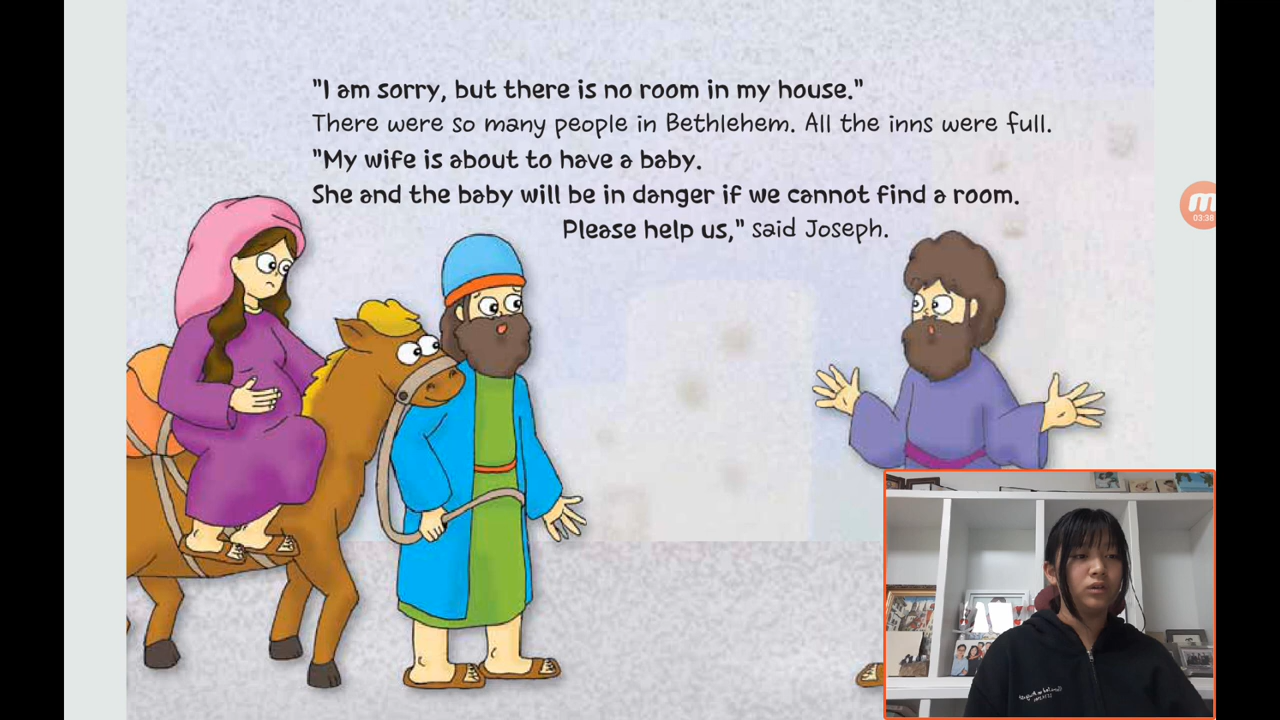 "I am sorry, but there is no room in my house."
There were so many people in Bethlehem. All the inns were full.
"My wife is about to have a baby.
She and the baby will be in danger if we cannot find a room.
Please help us," said Joseph.
m
03:38